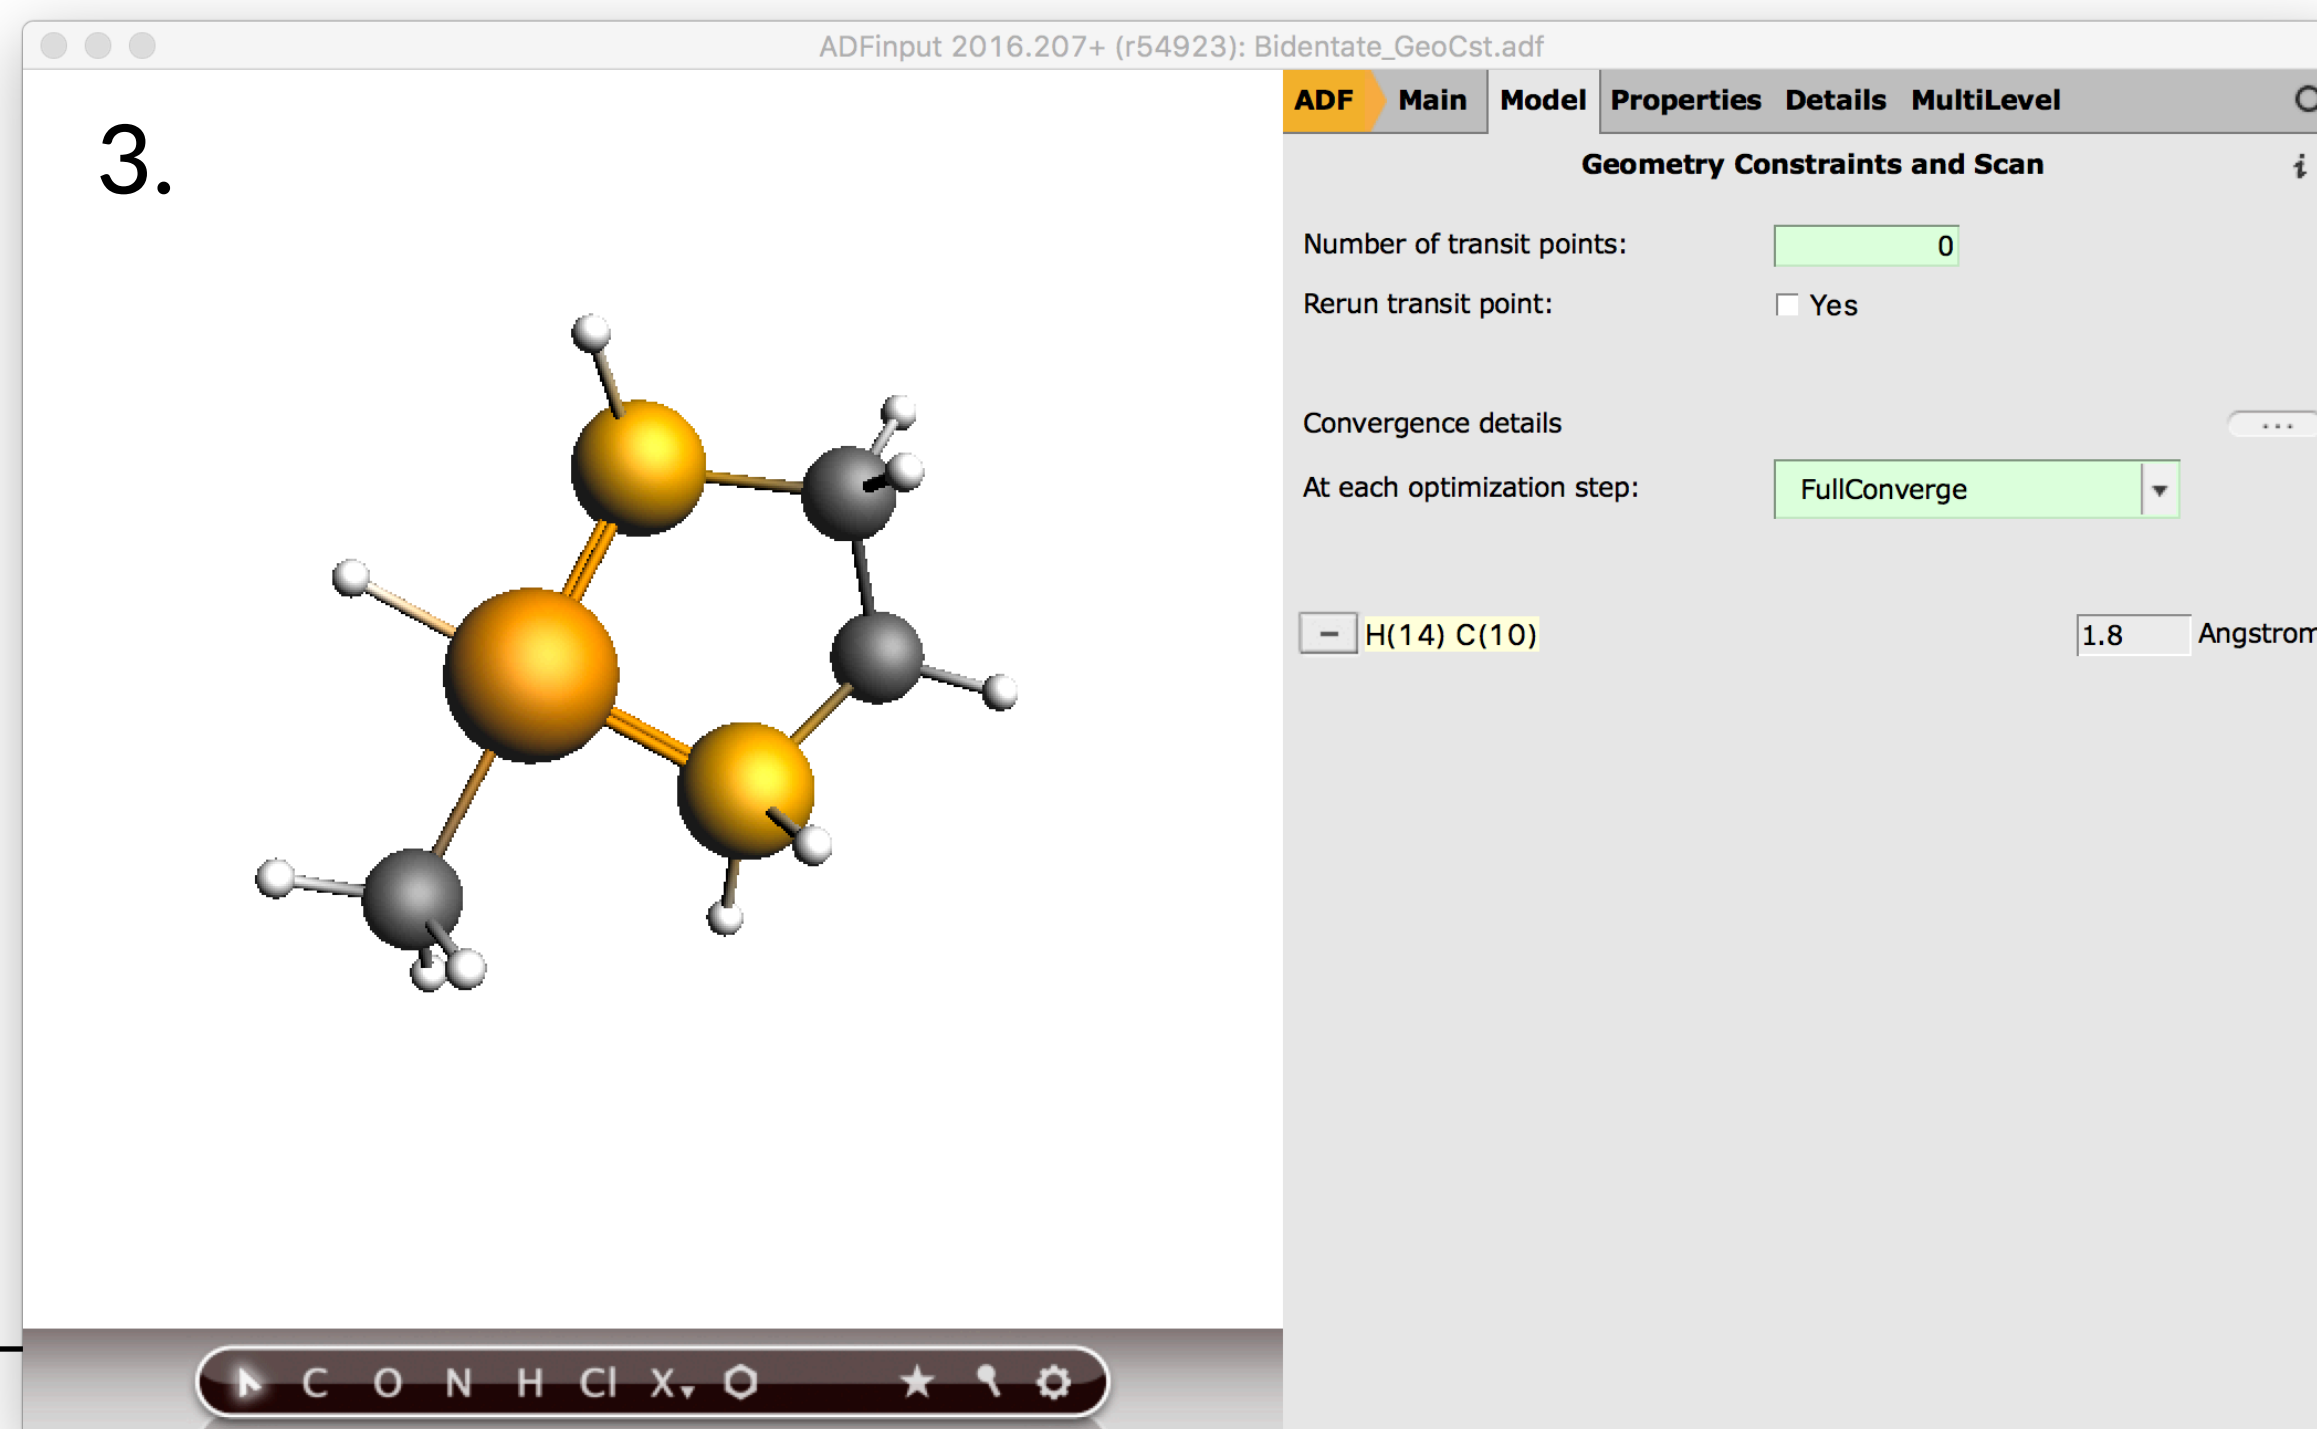 ADFinput 2016.207+ (r54923): Bidentate_GeoCst.adf
3.
ADF Main Model Properties Details MultiLevel
Geometry Constraints and Scan i
Number of transit points: 0
Rerun transit point: Yes
Convergence details ...
At each optimization step: FullConverge
− H(14) C(10) 1.8 Angstrom
C O N H Cl X